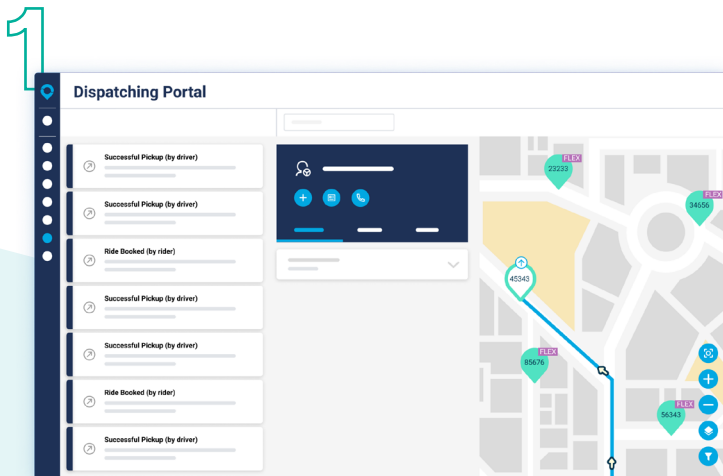 1
Dispatching Portal
Successful Pickup (by driver)
Successful Pickup (by driver)
Ride Booked (by rider)
Successful Pickup (by driver)
Successful Pickup (by driver)
Ride Booked (by rider)
Successful Pickup (by driver)
FLEX
23233
FLEX
34656
45343
FLEX
85676
FLEX
56343